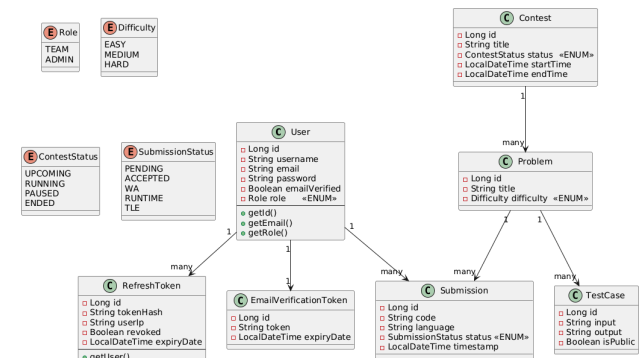 E Role
TEAM
ADMIN
E Difficulty
EASY
MEDIUM
HARD
C Contest
Long id
String title
ContestStatus status «ENUM»
LocalDateTime startTime
LocalDateTime endTime
1
many
E ContestStatus
UPCOMING
RUNNING
PAUSED
ENDED
E SubmissionStatus
PENDING
ACCEPTED
WA
RUNTIME
TLE
C User
Long id
String username
String email
String password
Boolean emailVerified
Role role «ENUM»
getId()
getEmail()
getRole()
C Problem
Long id
String title
Difficulty difficulty «ENUM»
1
1
1
1
1
many
1
many
many
many
C RefreshToken
Long id
String tokenHash
String userIp
Boolean revoked
LocalDateTime expiryDate
getUser()
C EmailVerificationToken
Long id
String token
LocalDateTime expiryDate
C Submission
Long id
String code
String language
SubmissionStatus status «ENUM»
LocalDateTime timestamp
C TestCase
Long id
String input
String output
Boolean isPublic